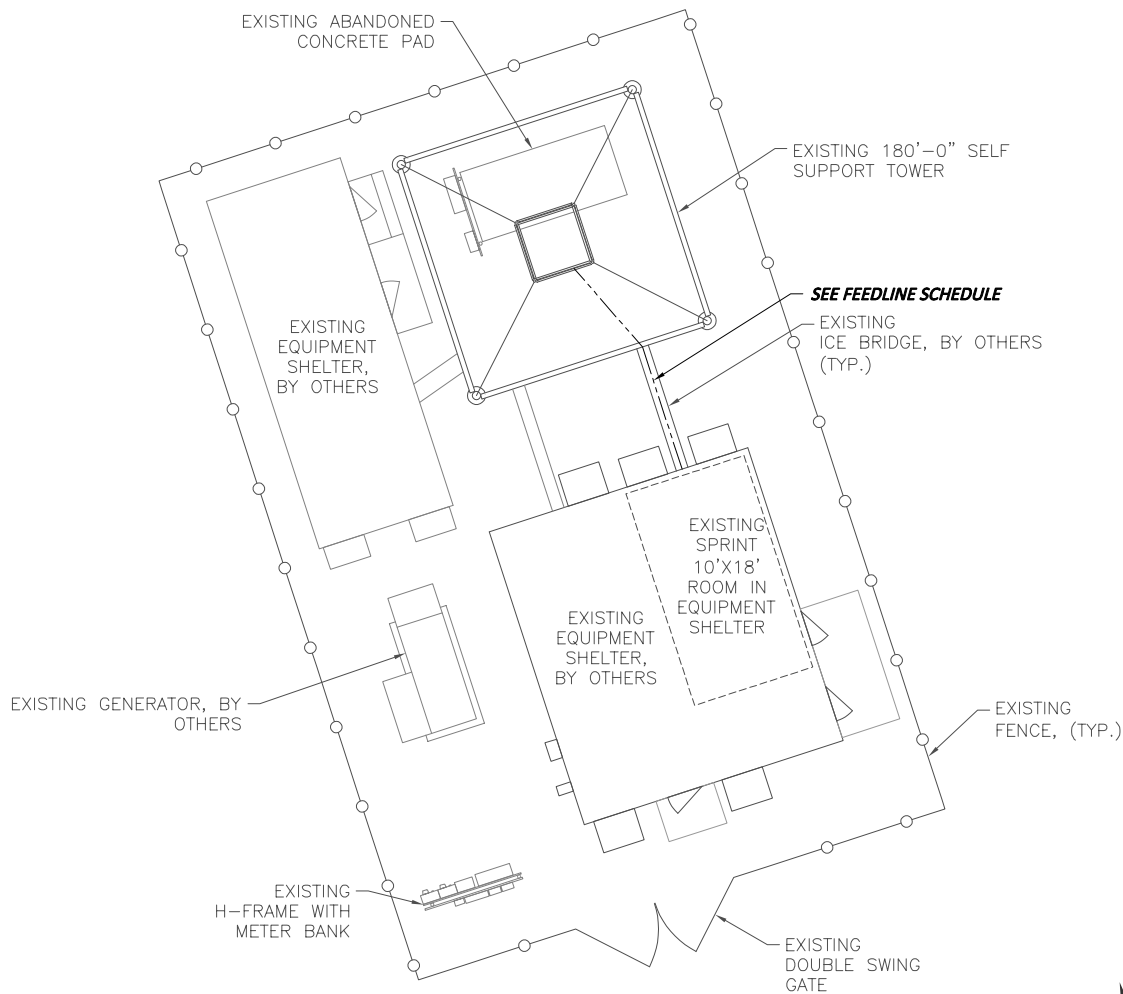 EXISTING ABANDONED
CONCRETE PAD
EXISTING 180'-0" SELF
SUPPORT TOWER
SEE FEEDLINE SCHEDULE
EXISTING
ICE BRIDGE, BY OTHERS
(TYP.)
EXISTING
EQUIPMENT
SHELTER,
BY OTHERS
EXISTING
SPRINT
10'X18'
ROOM IN
EQUIPMENT
SHELTER
EXISTING
EQUIPMENT
SHELTER,
BY OTHERS
EXISTING GENERATOR, BY
OTHERS
EXISTING
FENCE, (TYP.)
EXISTING
H-FRAME WITH
METER BANK
EXISTING
DOUBLE SWING
GATE